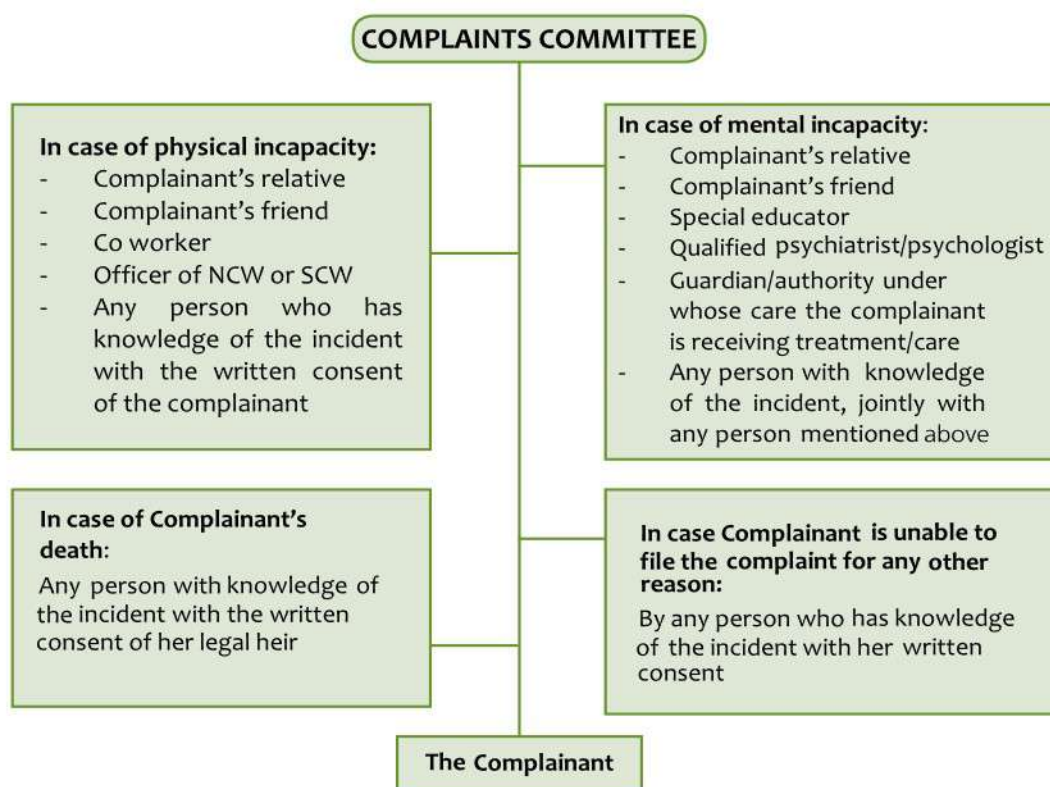 COMPLAINTS COMMITTEE
In case of physical incapacity:
- Complainant’s relative
- Complainant’s friend
- Co worker
- Officer of NCW or SCW
- Any person who has
knowledge of the incident
with the written consent
of the complainant
In case of mental incapacity:
- Complainant’s relative
- Complainant’s friend
- Special educator
- Qualified psychiatrist/psychologist
- Guardian/authority under
whose care the complainant
is receiving treatment/care
- Any person with knowledge
of the incident, jointly with
any person mentioned above
In case of Complainant’s
death:
Any person with knowledge of
the incident with the written
consent of her legal heir
In case Complainant is unable to
file the complaint for any other
reason:
By any person who has knowledge
of the incident with her written
consent
The Complainant